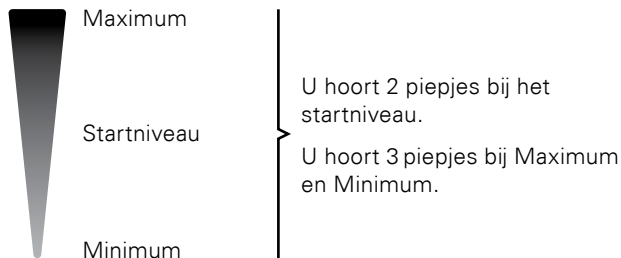 Maximum
Startniveau
Minimum
U hoort 2 piepjes bij het
startniveau.
U hoort 3 piepjes bij Maximum
en Minimum.